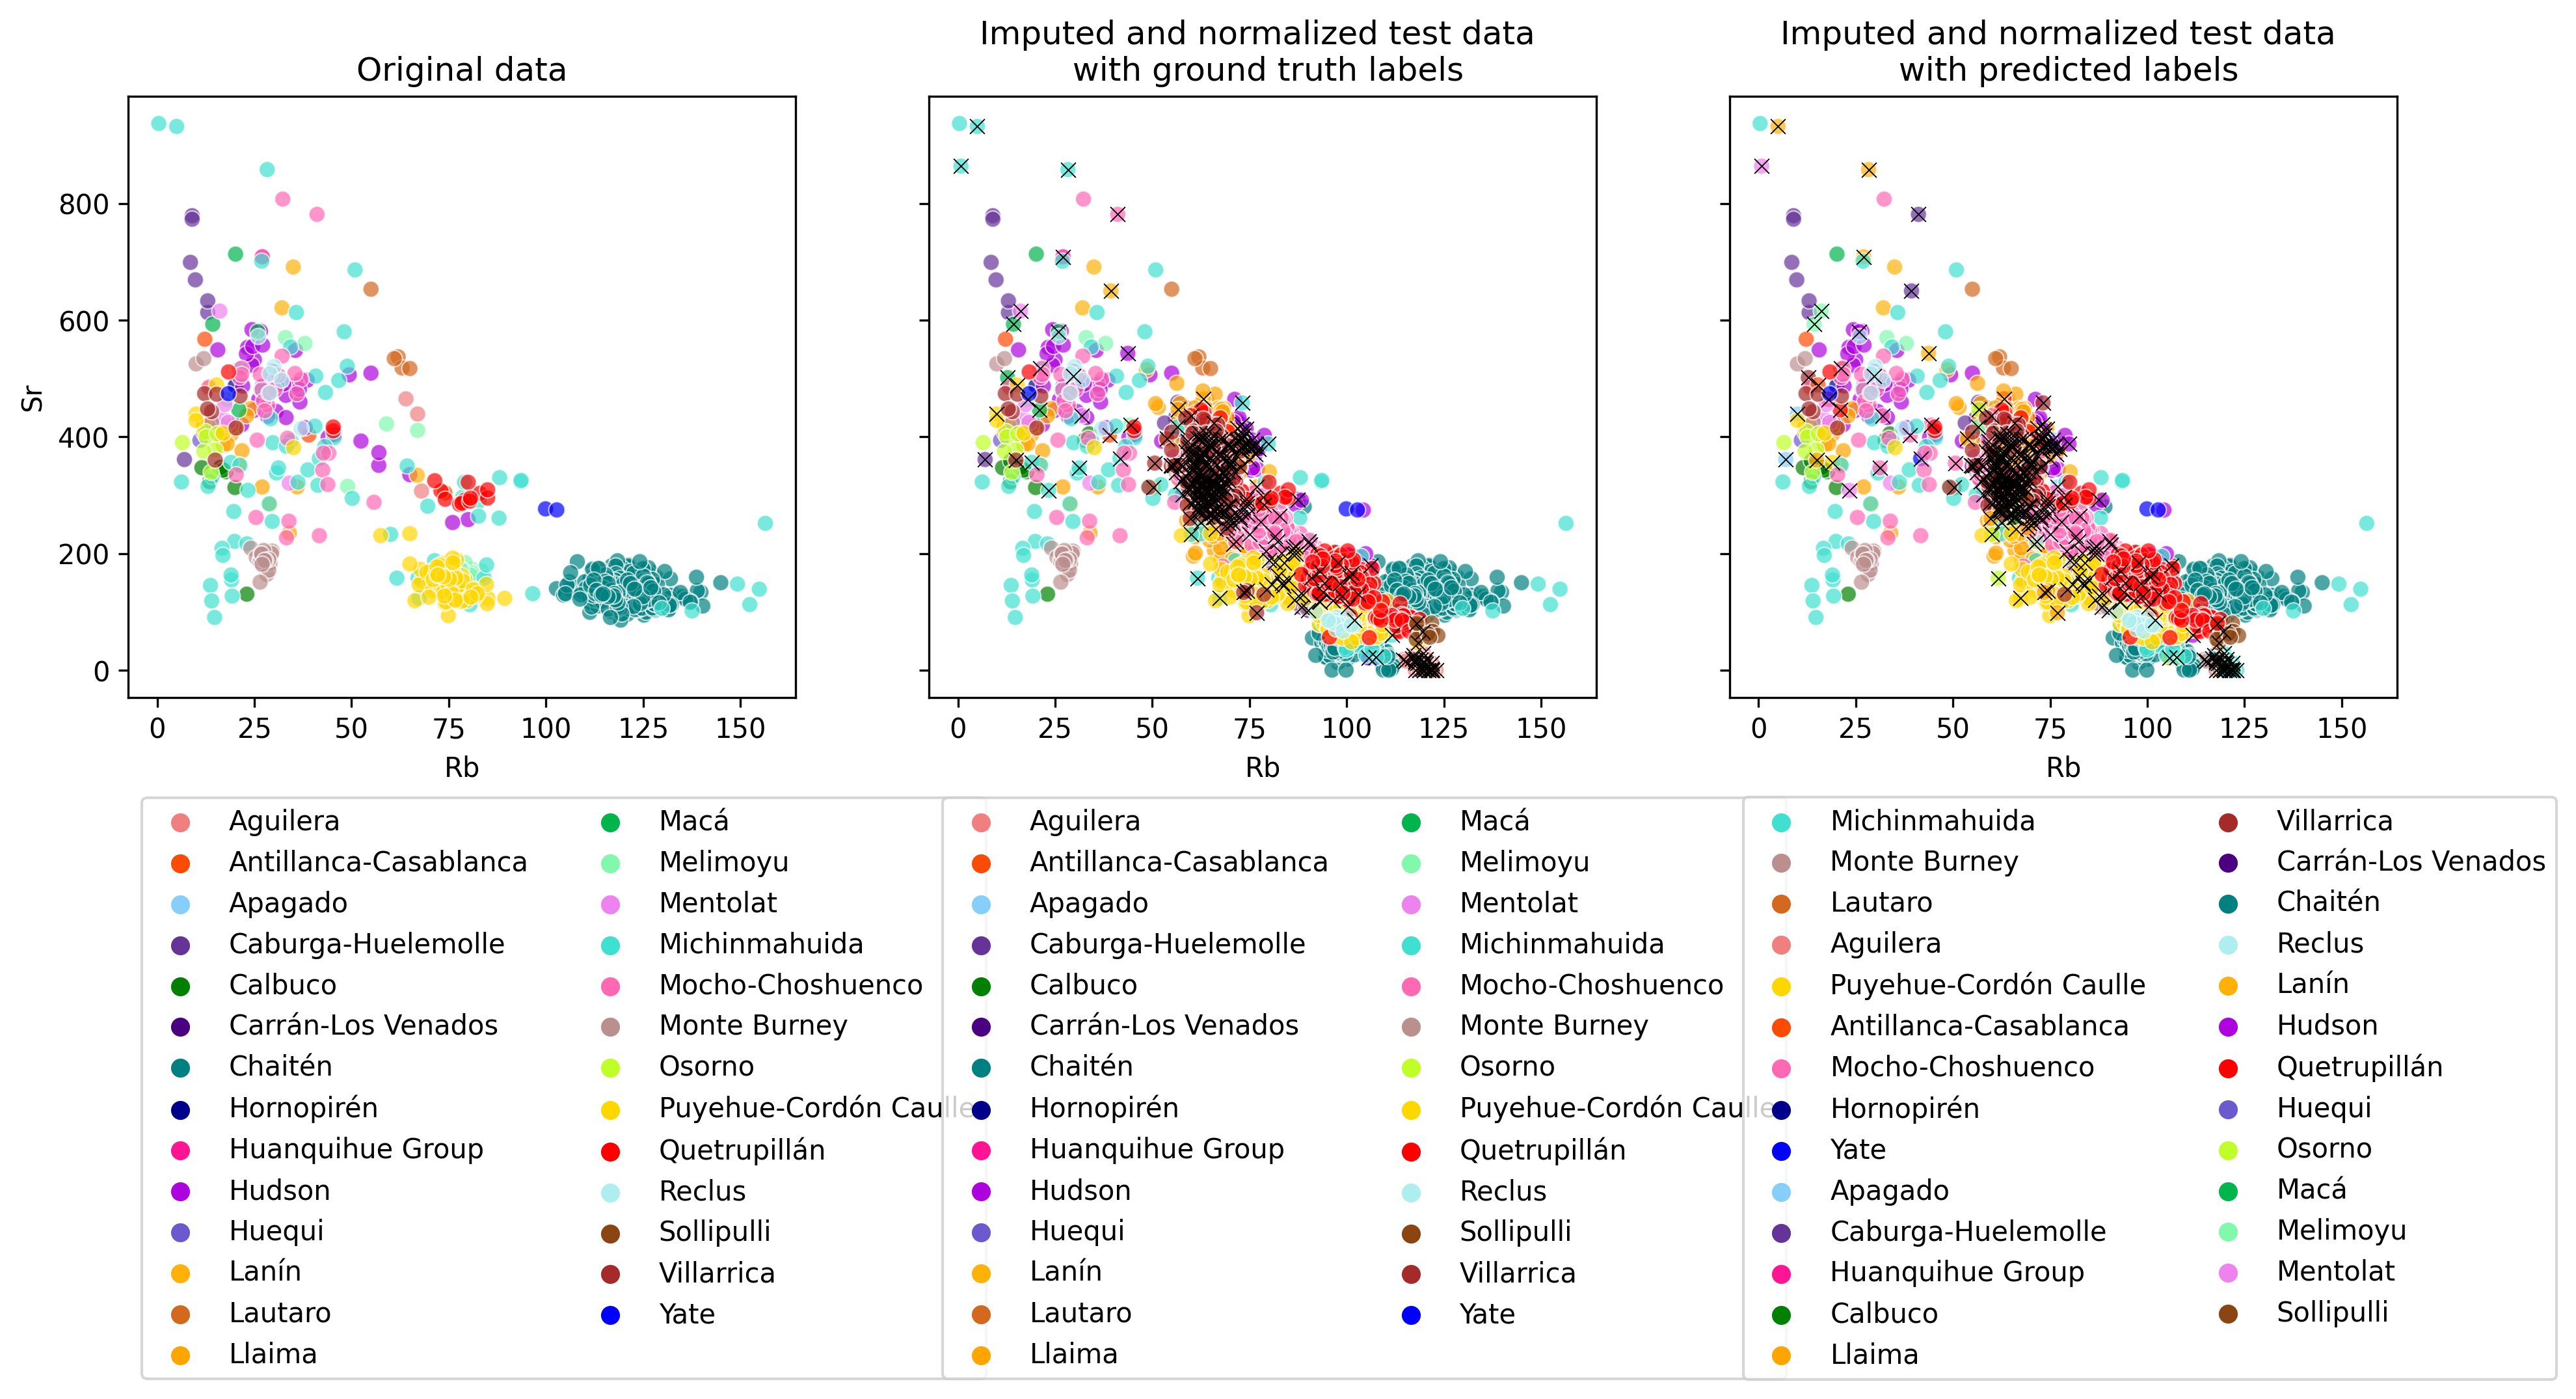 Original data
Imputed and normalized test data
with ground truth labels
Imputed and normalized test data
with predicted labels
Sr
800
600
400
200
0
0 25 50 75 100 125 150
Rb
0 25 50 75 100 125 150
Rb
0 25 50 75 100 125 150
Rb
Aguilera
Antillanca-Casablanca
Apagado
Caburga-Huelemolle
Calbuco
Carrán-Los Venados
Chaitén
Hornopirén
Huanquihue Group
Hudson
Huequi
Lanín
Lautaro
Llaima
Macá
Melimoyu
Mentolat
Michinmahuida
Mocho-Choshuenco
Monte Burney
Osorno
Puyehue-Cordón Caulle
Quetrupillán
Reclus
Sollipulli
Villarrica
Yate
Aguilera
Antillanca-Casablanca
Apagado
Caburga-Huelemolle
Calbuco
Carrán-Los Venados
Chaitén
Hornopirén
Huanquihue Group
Hudson
Huequi
Lanín
Lautaro
Llaima
Macá
Melimoyu
Mentolat
Michinmahuida
Mocho-Choshuenco
Monte Burney
Osorno
Puyehue-Cordón Caulle
Quetrupillán
Reclus
Sollipulli
Villarrica
Yate
Michinmahuida
Monte Burney
Lautaro
Aguilera
Puyehue-Cordón Caulle
Antillanca-Casablanca
Mocho-Choshuenco
Hornopirén
Yate
Apagado
Caburga-Huelemolle
Huanquihue Group
Calbuco
Llaima
Villarrica
Carrán-Los Venados
Chaitén
Reclus
Lanín
Hudson
Quetrupillán
Huequi
Osorno
Macá
Melimoyu
Mentolat
Sollipulli